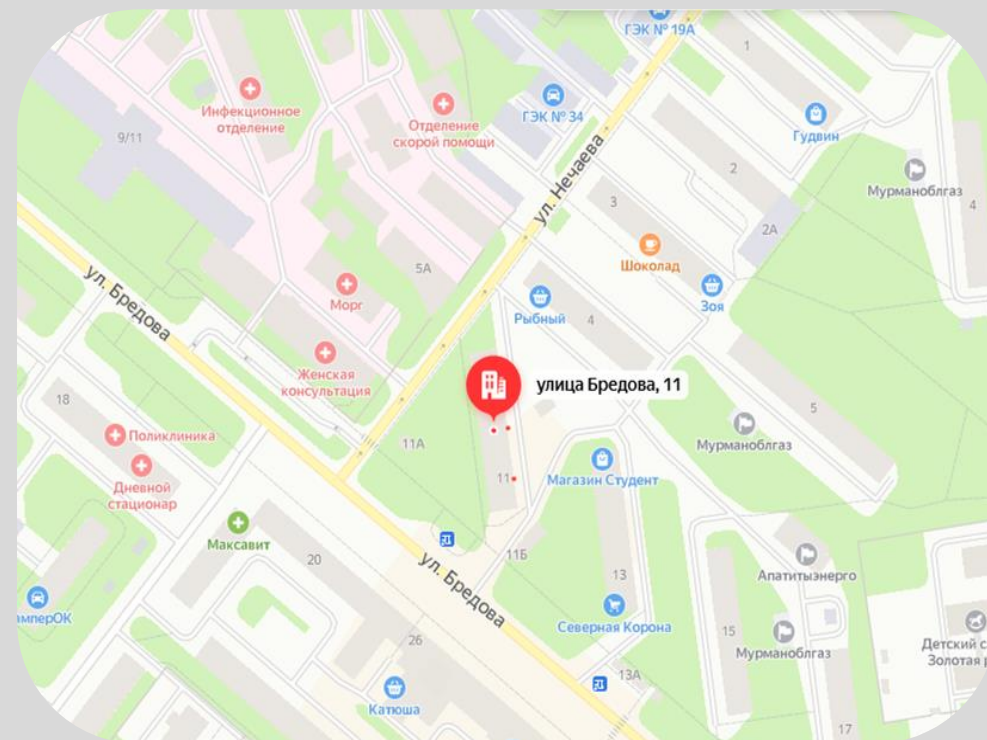 ГЭК № 19А
1
9/11
Инфекционное
отделение
Отделение
скорой помощи
ГЭК № 34
Гудвин
ул. Нечаева
2
Мурманоблгаз
4
3
2А
Шоколад
Зоя
5А
Морг
Рыбный
4
ул. Бредова
Женская
консультация
улица Бредова, 11
18
Поликлиника
Дневной
стационар
11А
11
5
Мурманоблгаз
Магазин Студент
Максавит
20
ул. Бредова
11Б
13
Апатитыэнерго
Северная Корона
15
Мурманоблгаз
Детский с
Золотая р
мперОК
26
Катюша
13А
17